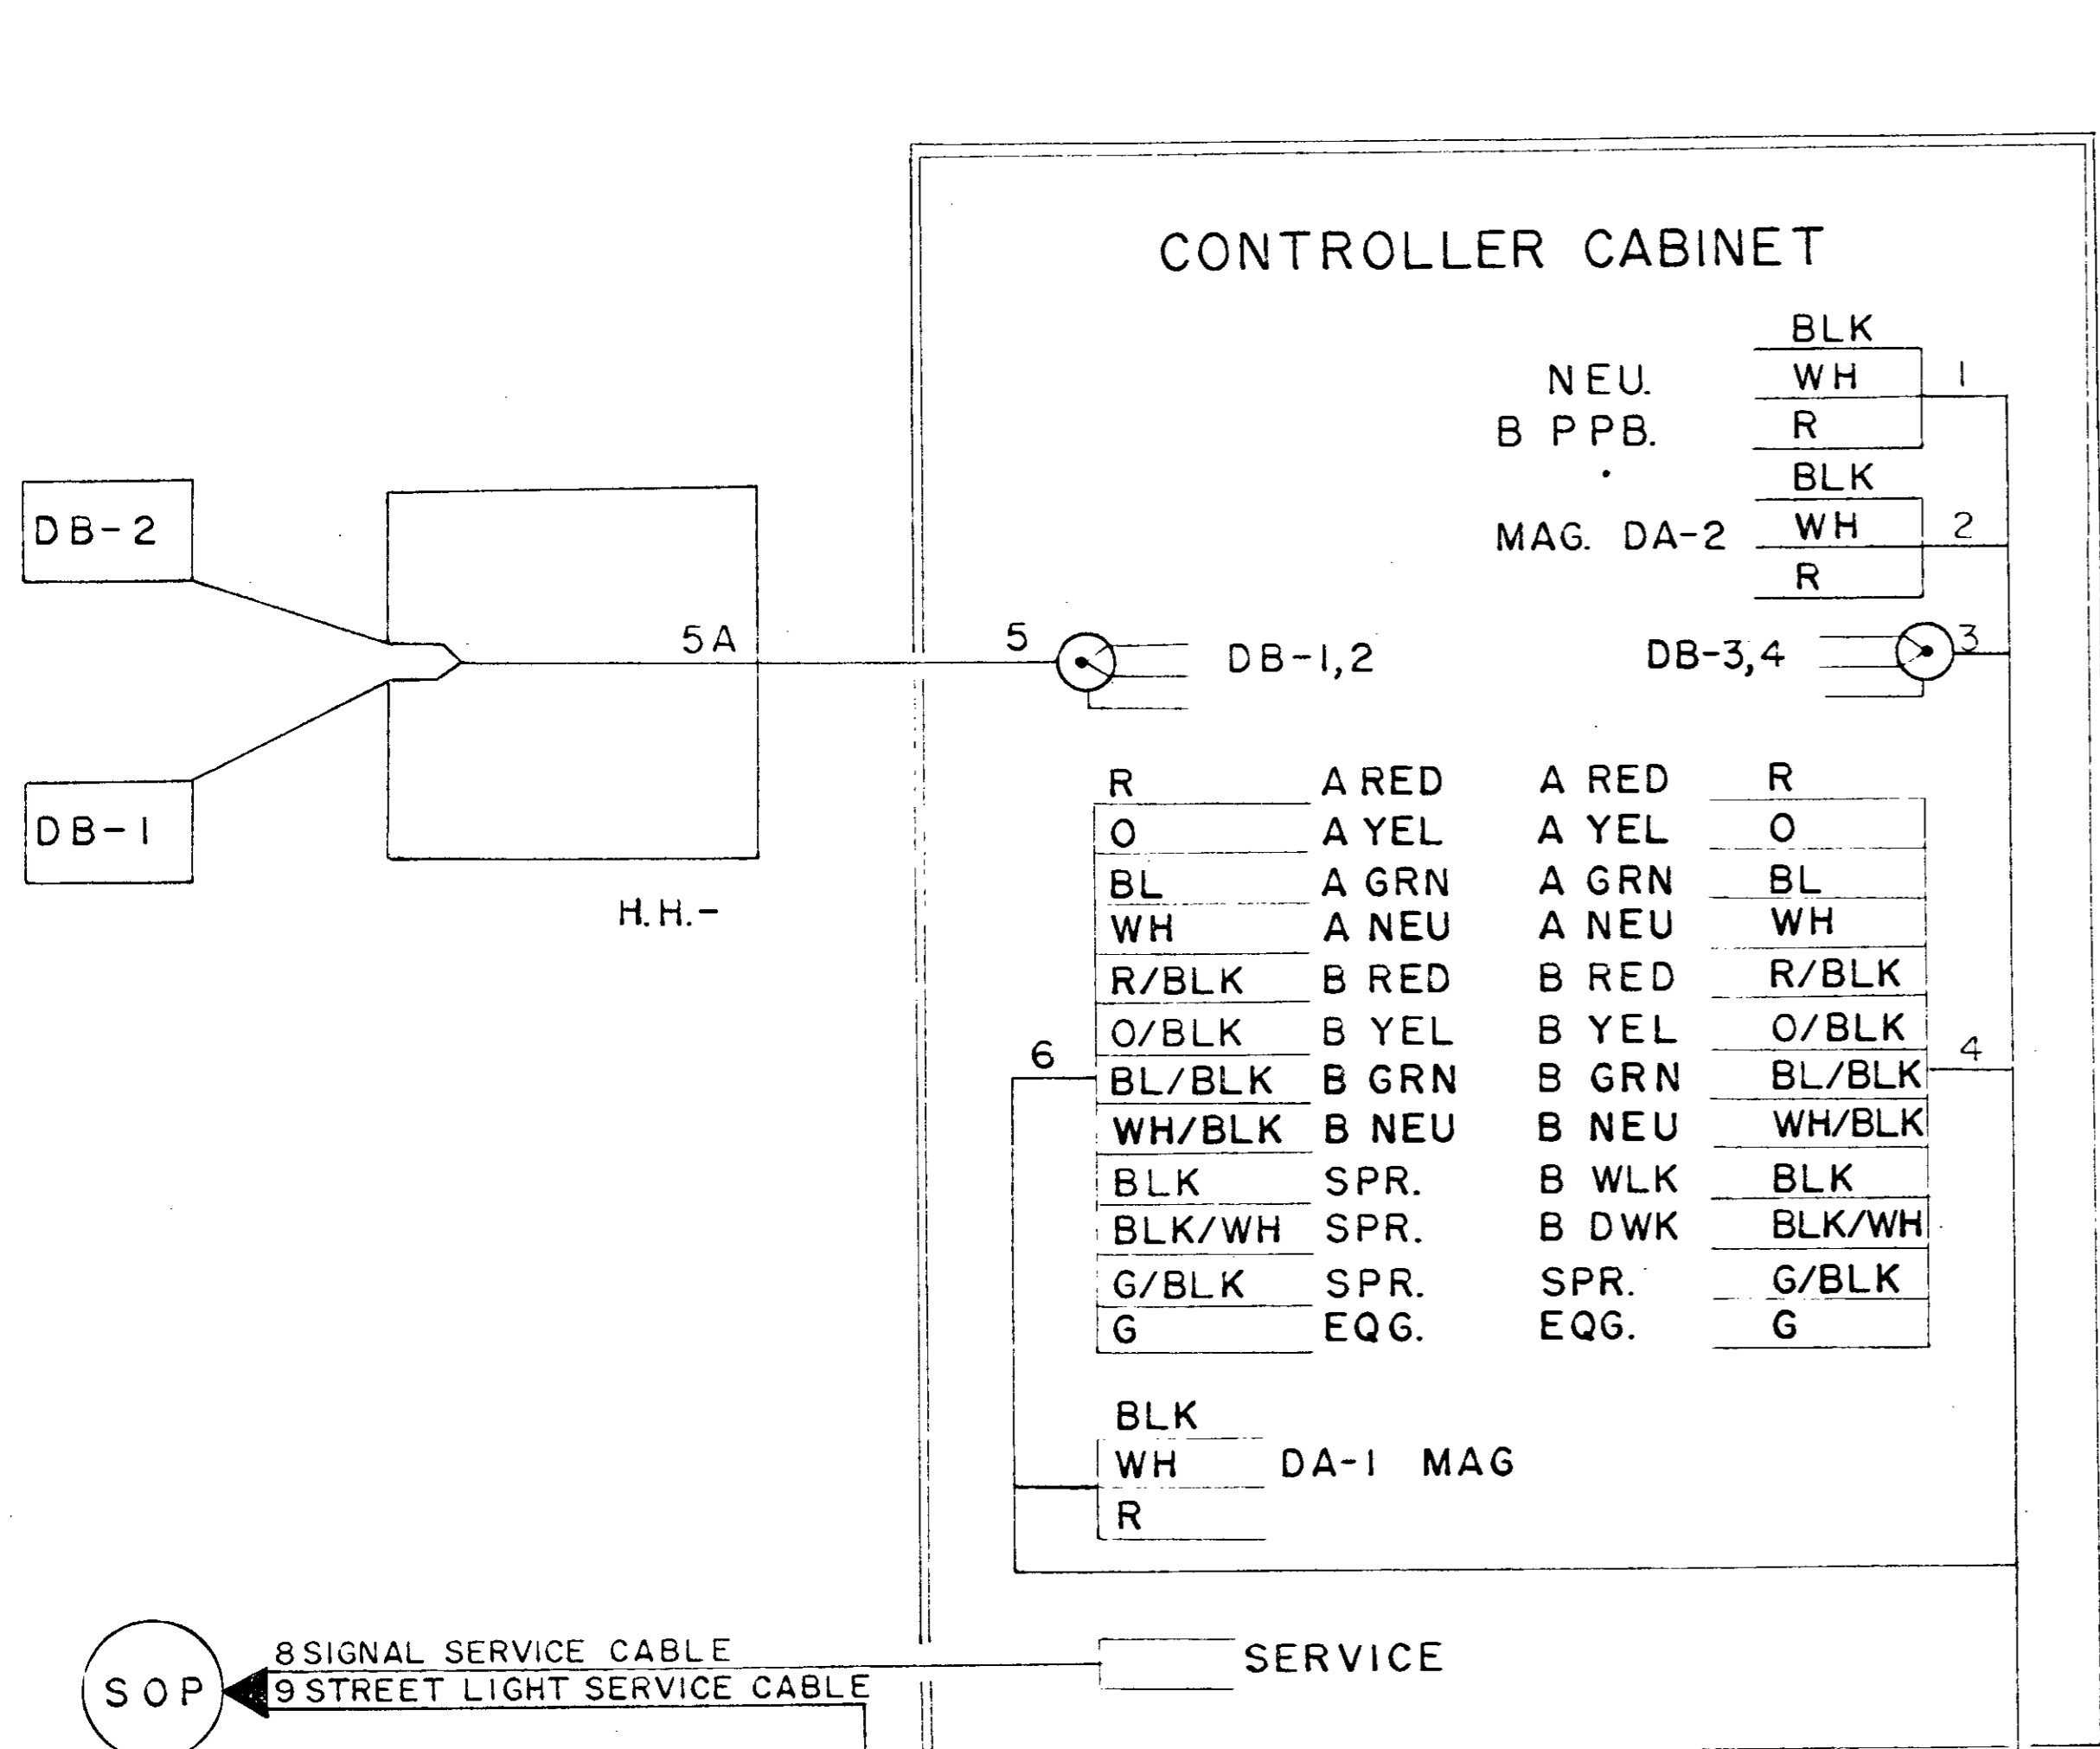 CONTROLLER CABINET
BLK
NEU. WH 1
B PPB. R
BLK
MAG. DA-2 WH 2
R
DB-2
5A 5 DB-1,2 DB-3,4 3
DB-1
H.H.-
R A RED A RED R
O A YEL A YEL O
BL A GRN A GRN BL
WH A NEU A NEU WH
R/BLK B RED B RED R/BLK
O/BLK B YEL B YEL O/BLK
6 BL/BLK B GRN B GRN BL/BLK 4
WH/BLK B NEU B NEU WH/BLK
BLK SPR. B WLK BLK
BLK/WH SPR. B DWK BLK/WH
G/BLK SPR. SPR. G/BLK
G EQG. EQG. G
BLK
WH DA-1 MAG
R
8 SIGNAL SERVICE CABLE SERVICE
SOP 9 STREET LIGHT SERVICE CABLE